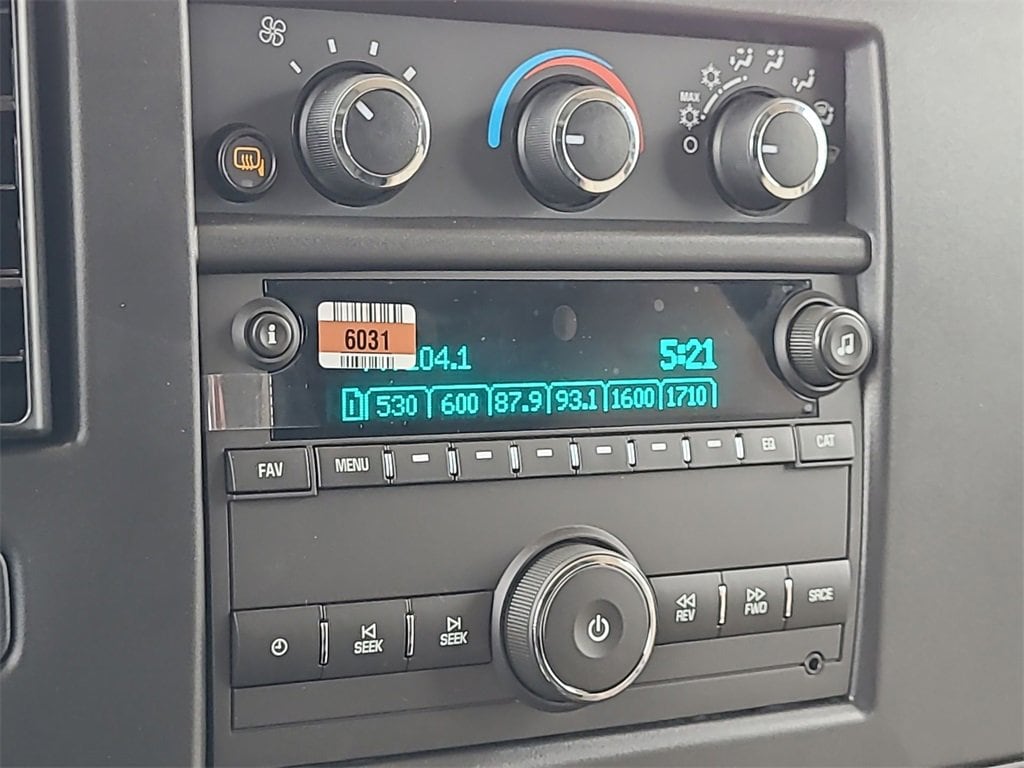 MAX
6031
104.1 5:21
1 530 600 87.9 93.1 1600 1710
FAV MENU EQ CAT
SEEK SEEK REV FWD SRCE